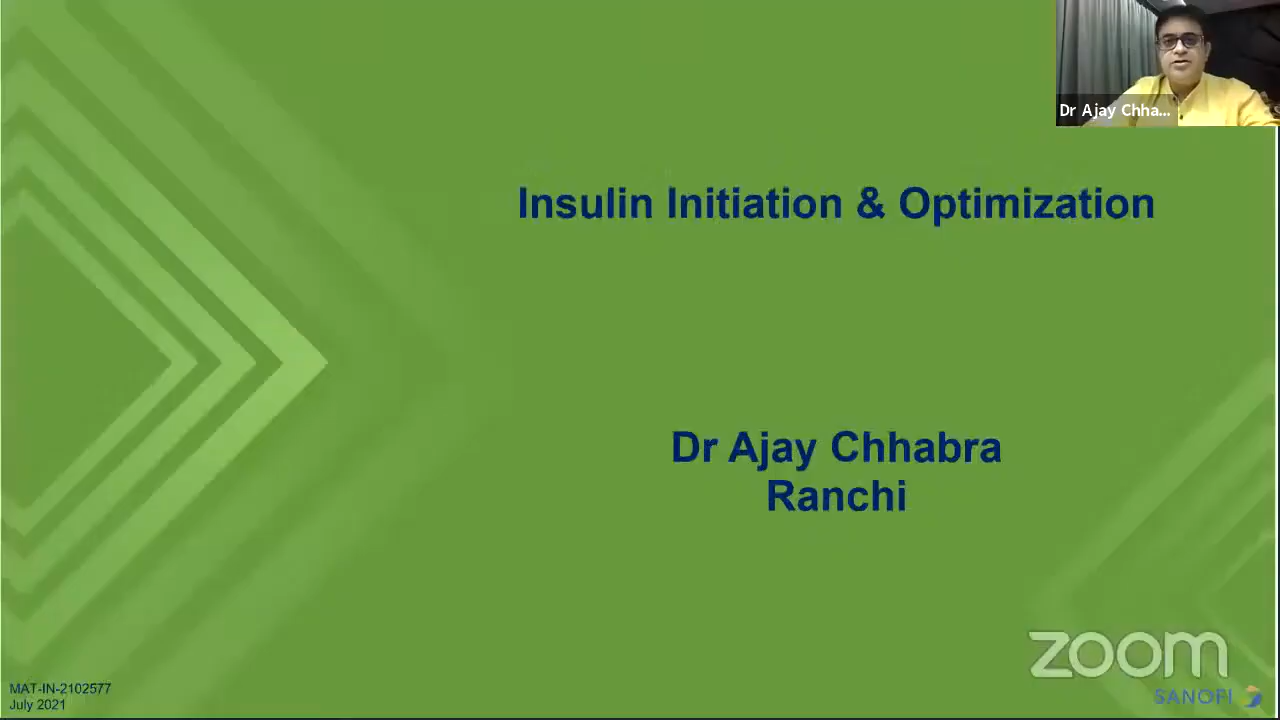 Dr Ajay Chha...
Insulin Initiation & Optimization
Dr Ajay Chhabra
Ranchi
zoom
SANOFI
MAT-IN-2102577
July 2021